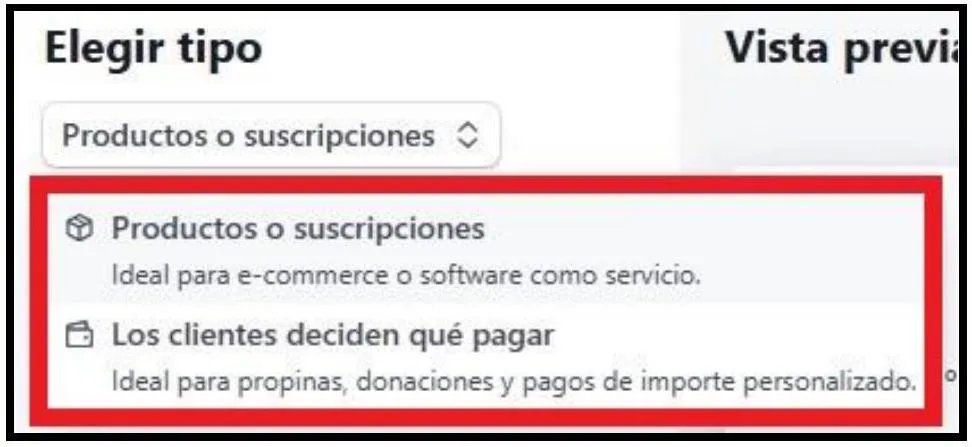 Elegir tipo
Vista previa
Productos o suscripciones
Productos o suscripciones
Ideal para e-commerce o software como servicio.
Los clientes deciden qué pagar
Ideal para propinas, donaciones y pagos de importe personalizado.